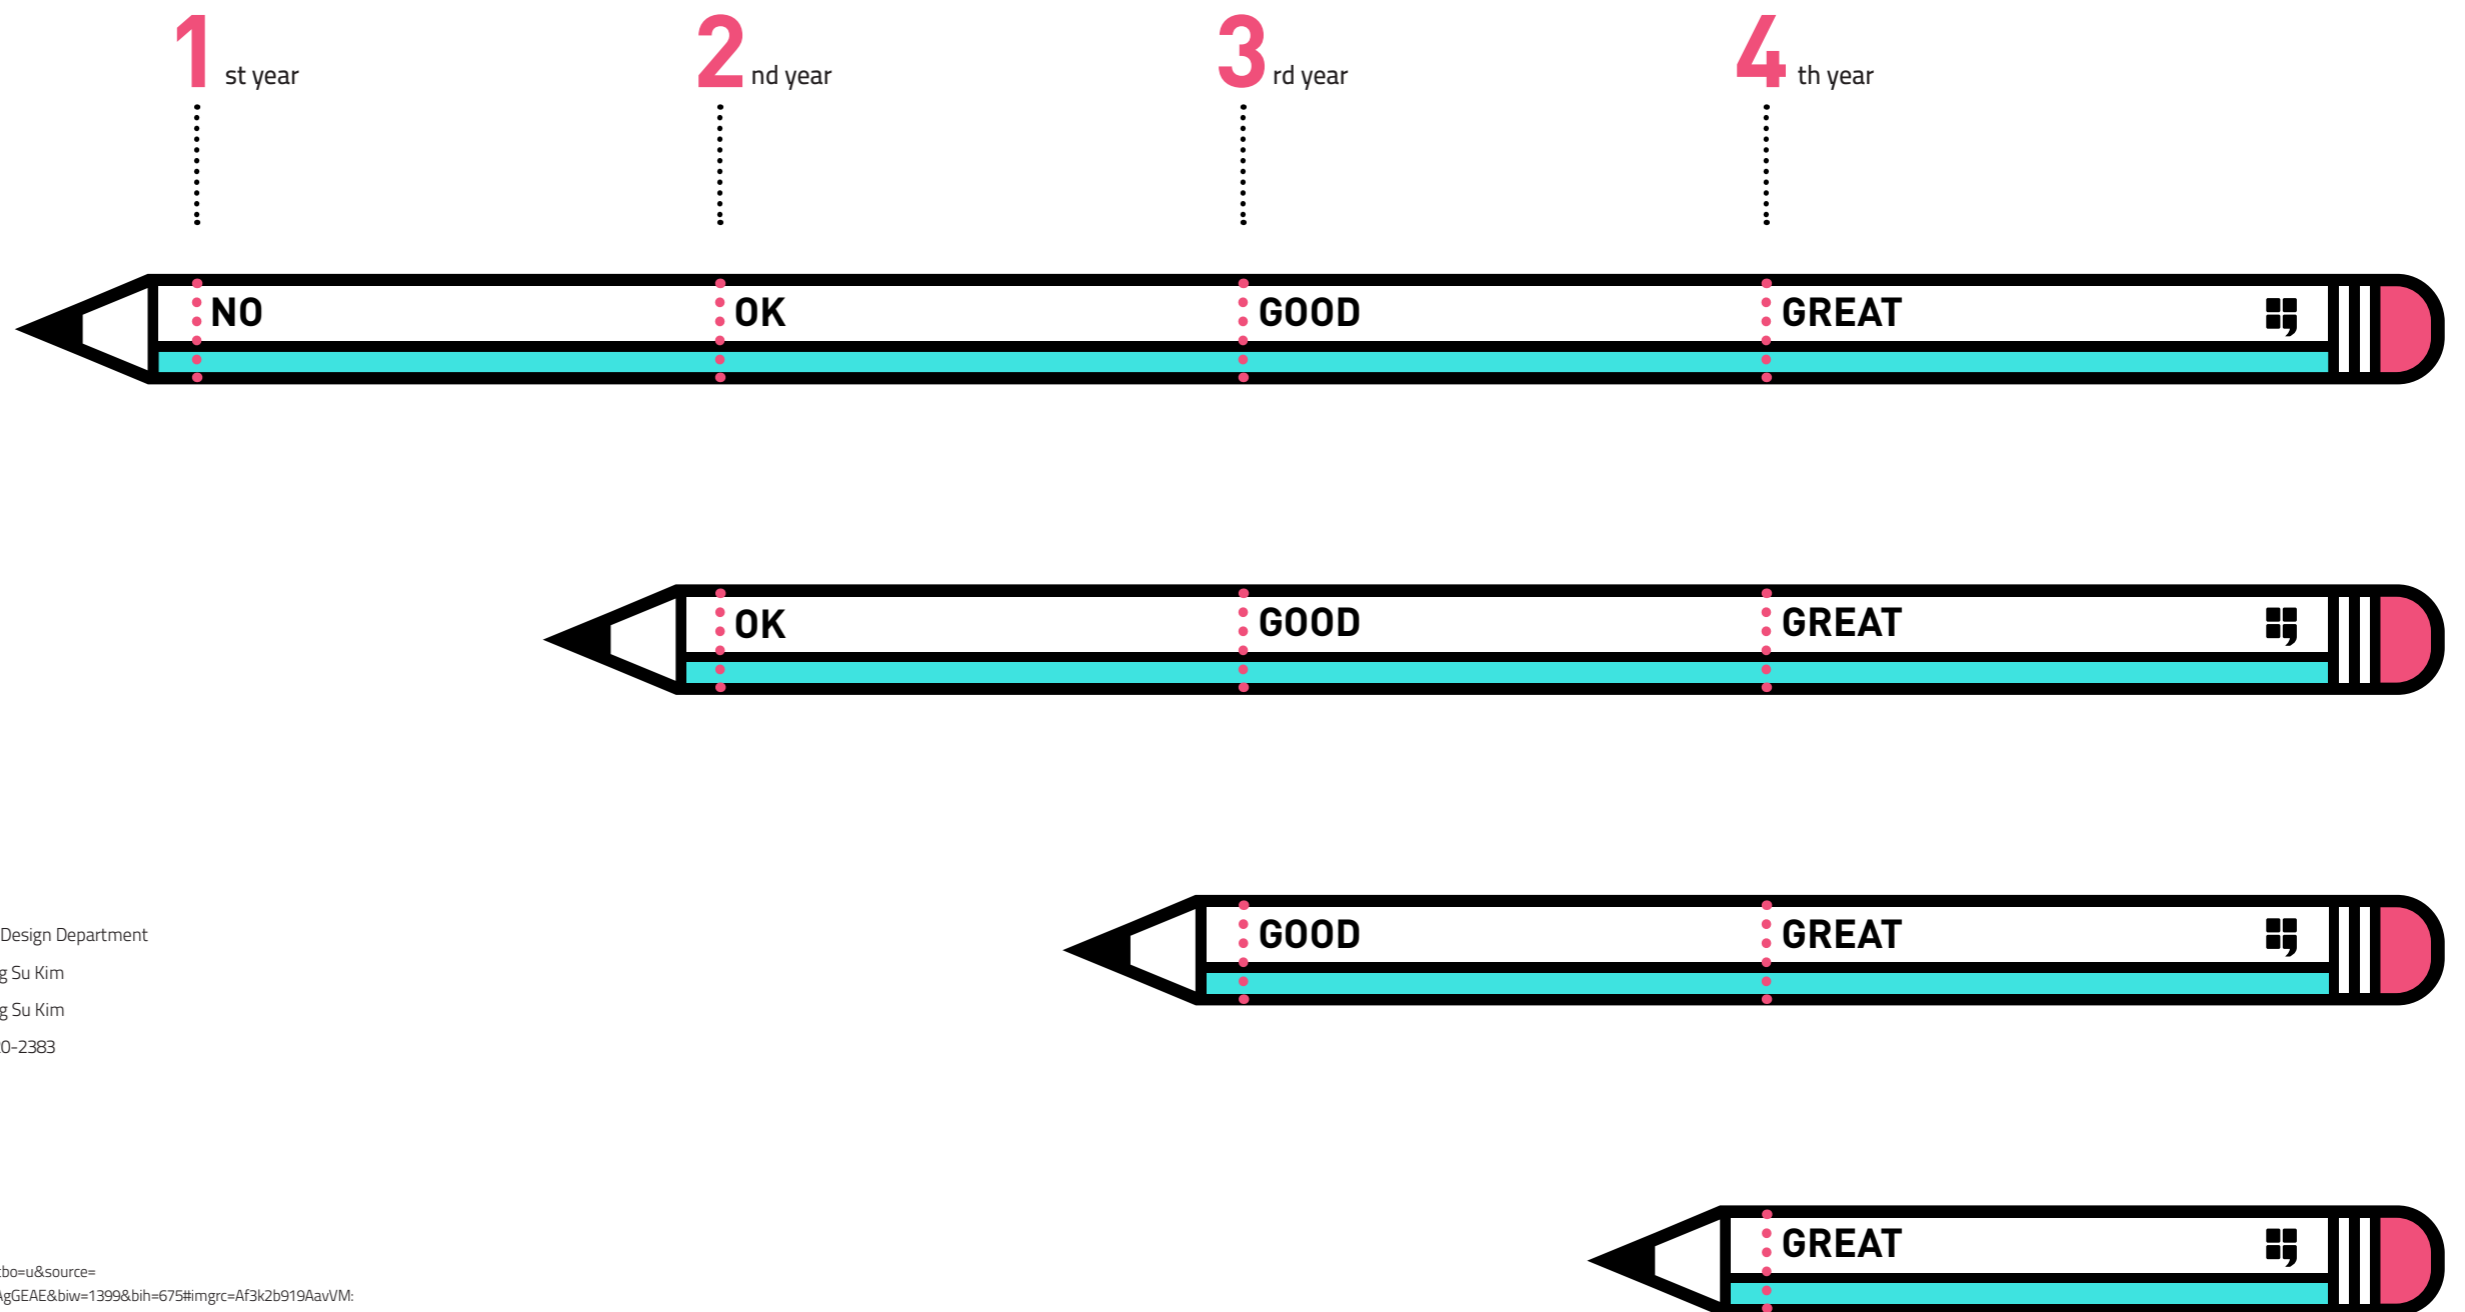 1 st year 2 nd year 3 rd year 4 th year
NO OK GOOD GREAT
OK GOOD GREAT
GOOD GREAT
Design Department
g Su Kim
g Su Kim
0-2383
GREAT
bo=u&source=
AgGEAE&biw=1399&bih=675#imgrc=Af3k2b919AavVM: